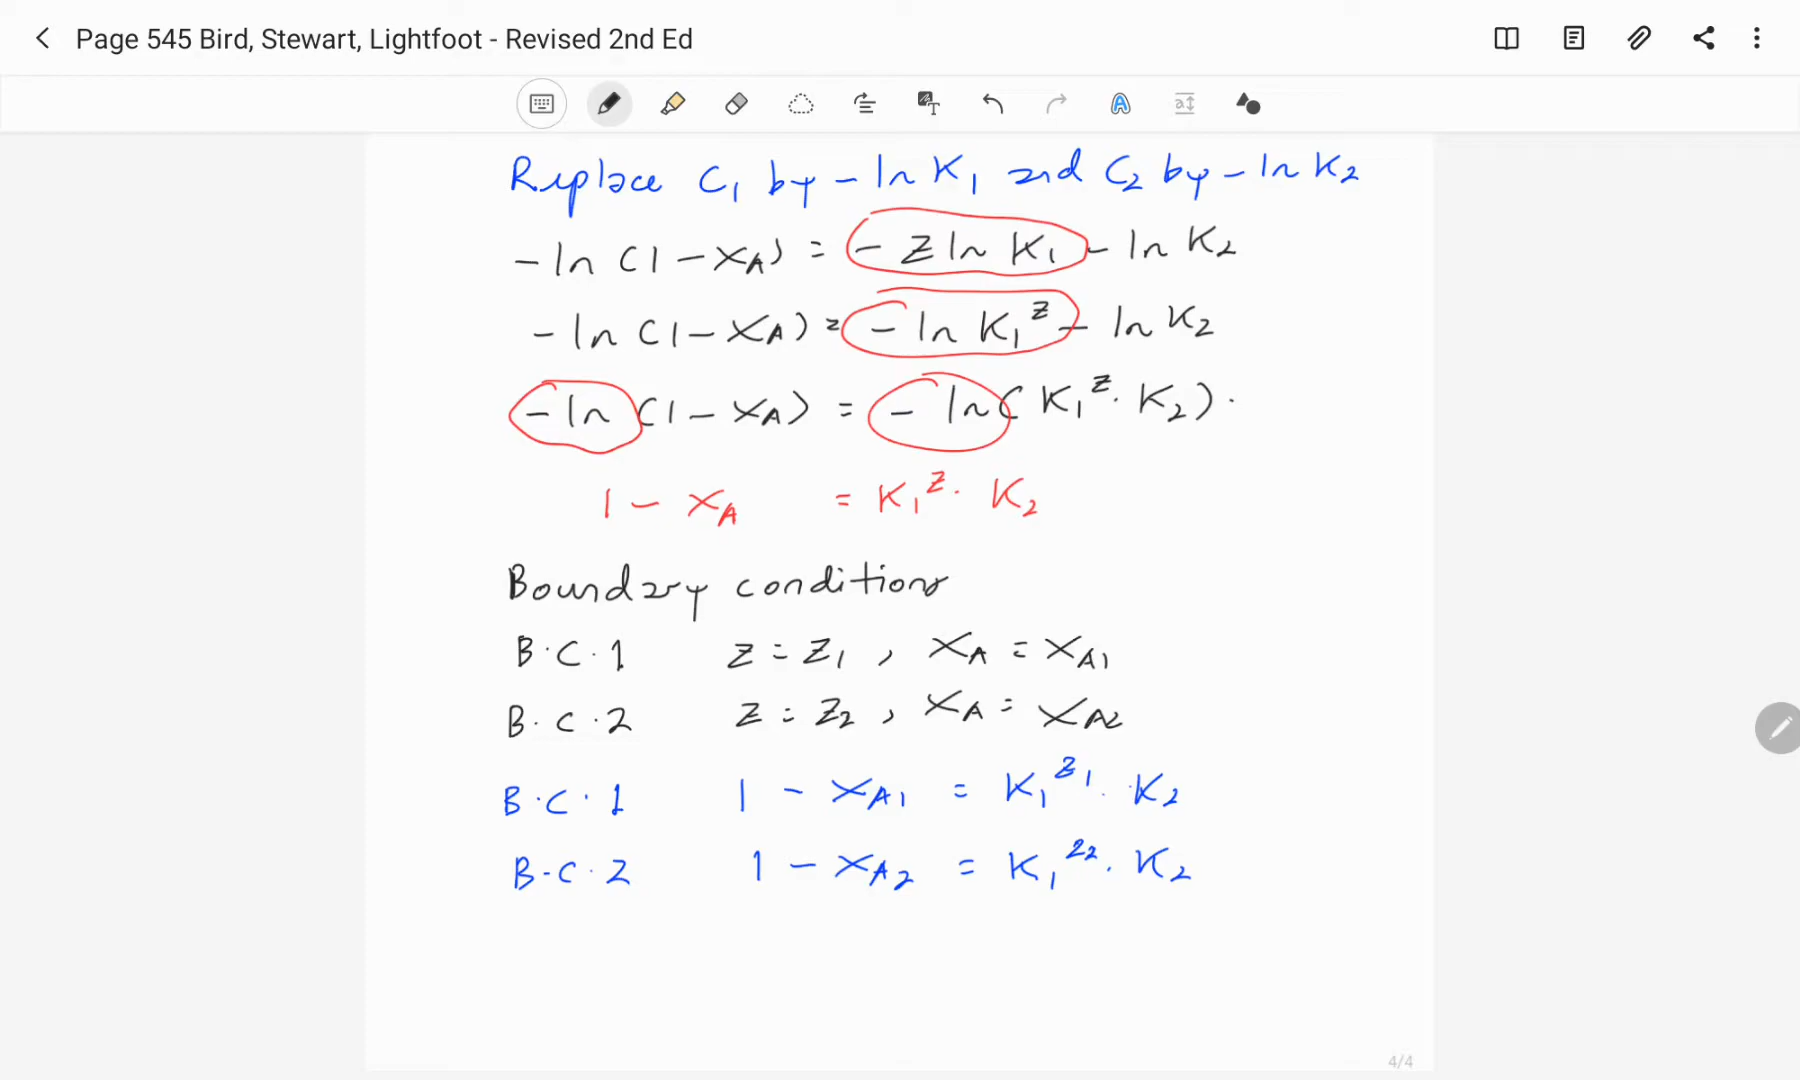 Page 545 Bird, Stewart, Lightfoot - Revised 2nd Ed
Replace C₁ by - ln K₁ and C₂ by - ln K₂
- ln (1 - x_A) = - z ln K₁ - ln K₂
- ln (1 - x_A) = - ln K₁^z - ln K₂
- ln (1 - x_A) = - ln ( K₁^z · K₂ ) .
1 - x_A = K₁^z · K₂
Boundary conditions
B.C.1 z = z₁ , x_A = x_A1
B.C.2 z = z₂ , x_A = x_A2
B.C.1 1 - x_A1 = K₁^z₁ · K₂
B.C.2 1 - x_A2 = K₁^z₂ · K₂
4/4